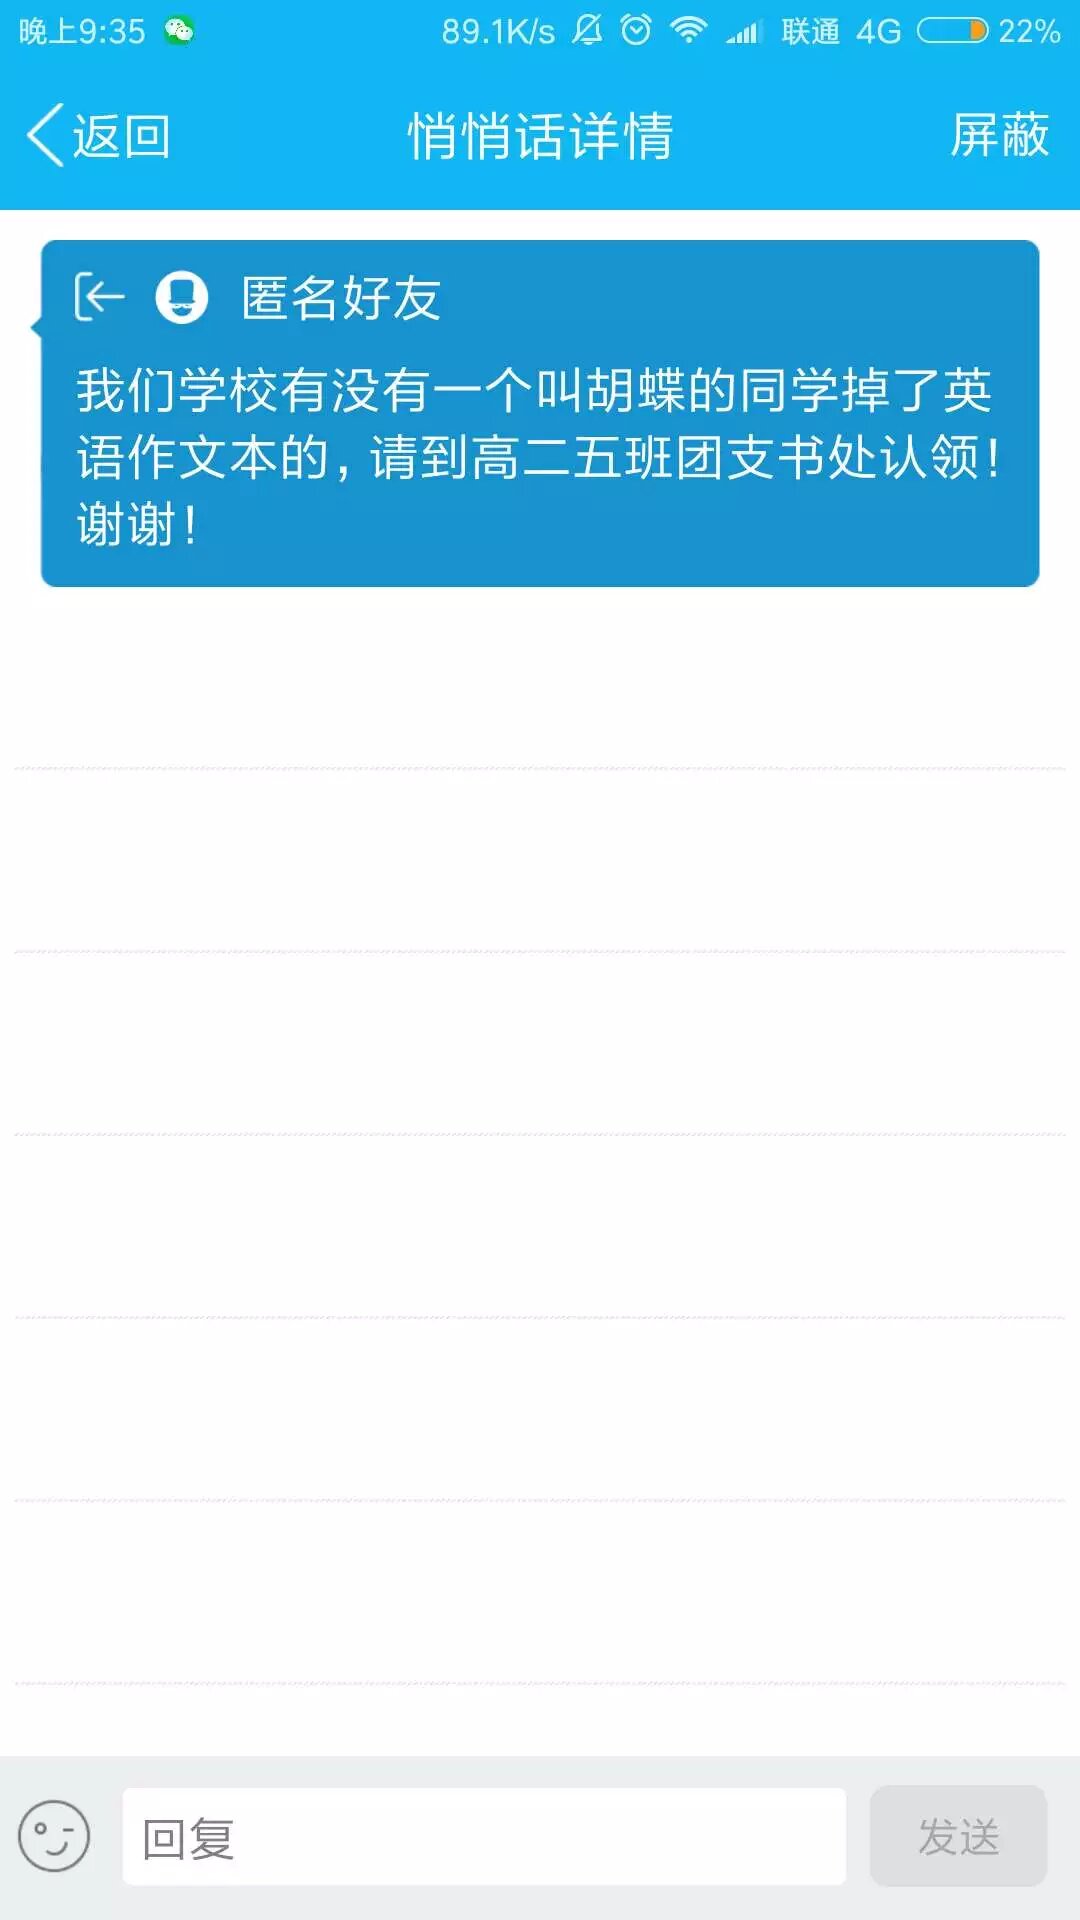 晚上9:35 89.1K/s 联通 4G 22%
返回 悄悄话详情 屏蔽
匿名好友
我们学校有没有一个叫胡蝶的同学掉了英
语作文本的, 请到高二五班团支书处认领!
谢谢!
回复 发送